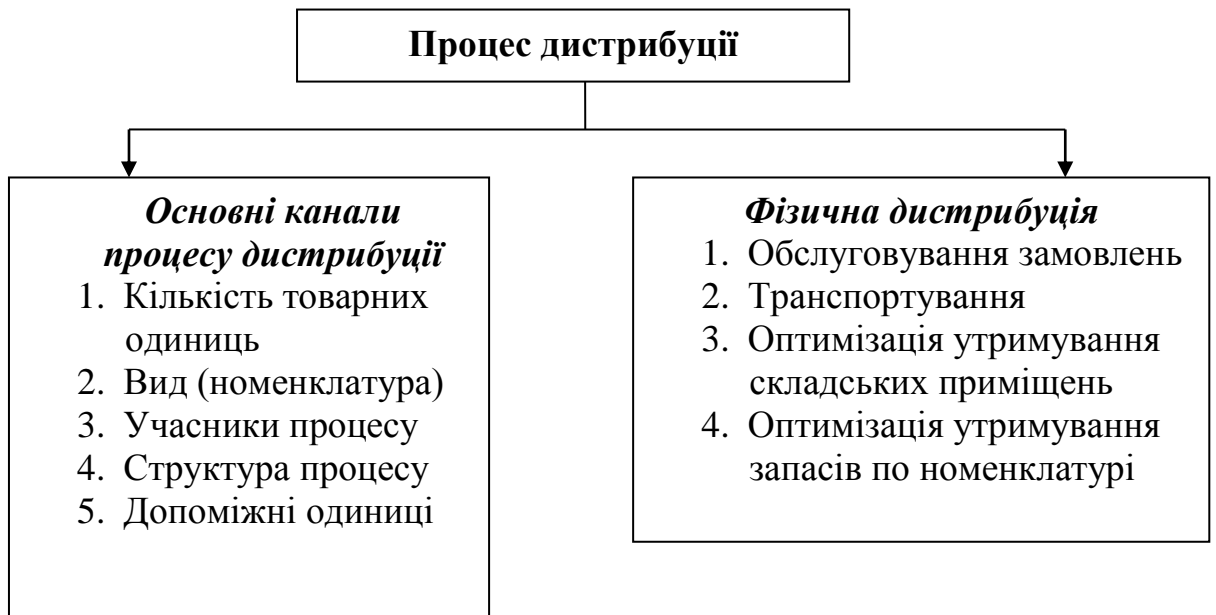 Процес дистрибуції
Основні канали
процесу дистрибуції
1. Кількість товарних
одиниць
2. Вид (номенклатура)
3. Учасники процесу
4. Структура процесу
5. Допоміжні одиниці
Фізична дистрибуція
1. Обслуговування замовлень
2. Транспортування
3. Оптимізація утримування
складських приміщень
4. Оптимізація утримування
запасів по номенклатурі